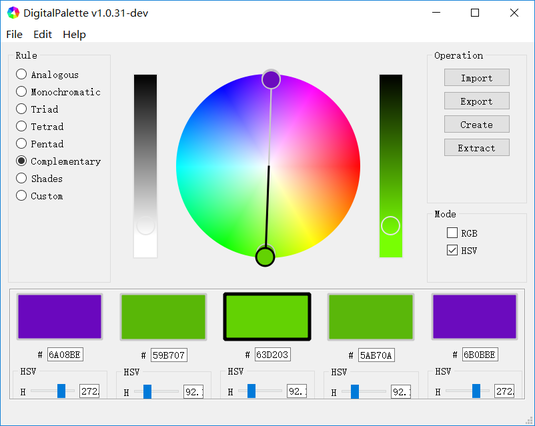 DigitalPalette v1.0.31-dev
File Edit Help
Rule
Analogous
Monochromatic
Triad
Tetrad
Pentad
Complementary
Shades
Custom
Operation
Import
Export
Create
Extract
Mode
RGB
HSV
# 6A08BE # 59B707 # 63D203 # 5AB70A # 6B0BBE
HSV HSV HSV HSV HSV
H 272. H 92. H 92. H 92. H 272.